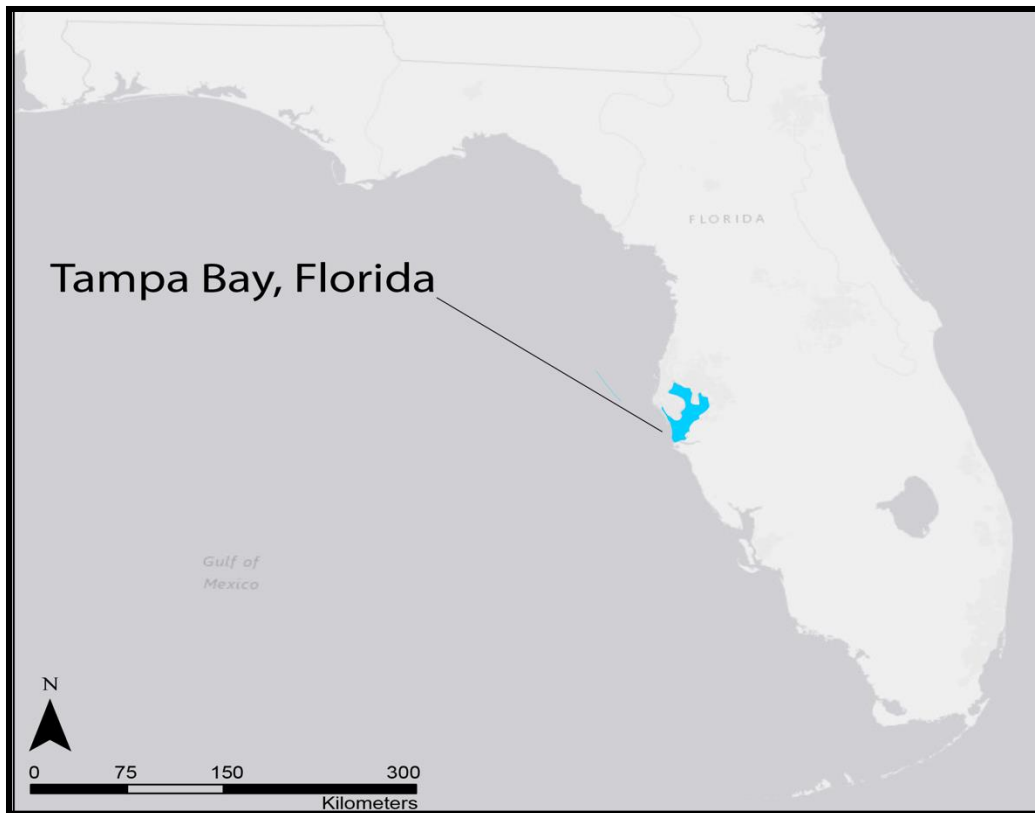 FLORIDA
Tampa Bay, Florida
Gulf of
Mexico
N
0 75 150 300
Kilometers